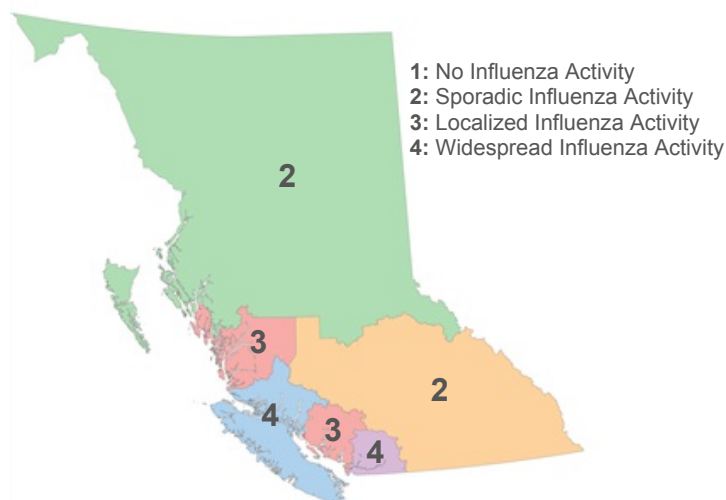 1: No Influenza Activity
2: Sporadic Influenza Activity
3: Localized Influenza Activity
4: Widespread Influenza Activity
2
3
2
4
3
4